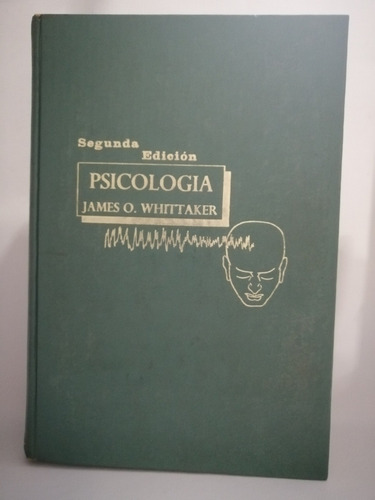 Segunda
Edición
PSICOLOGIA
JAMES O. WHITTAKER